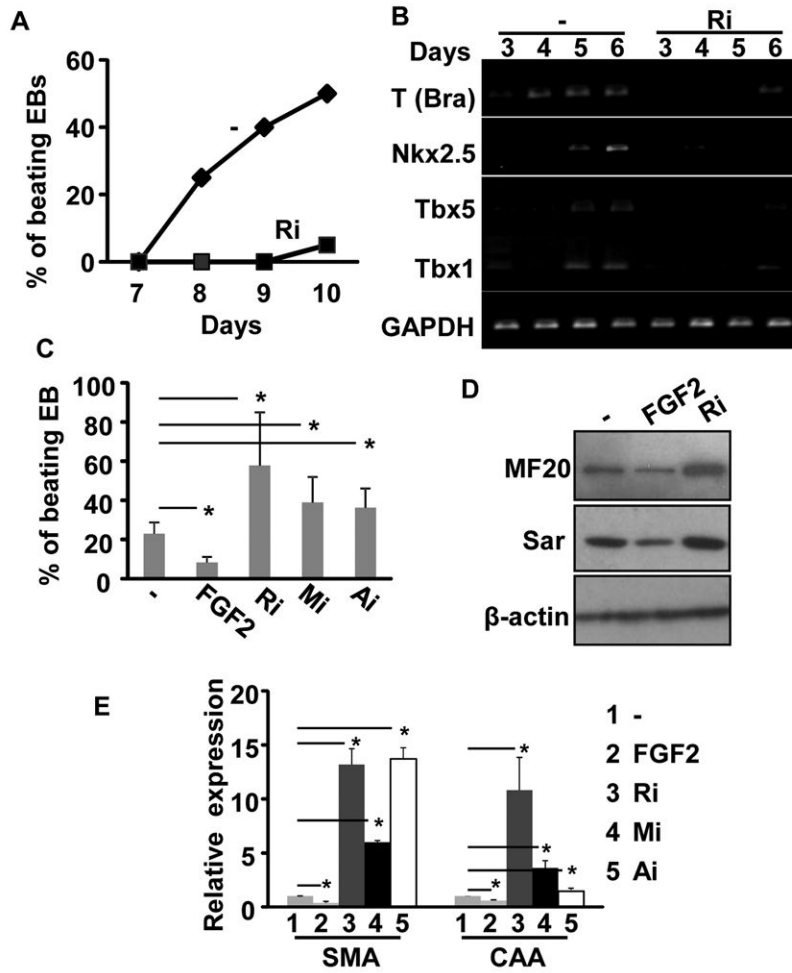 A
% of beating EBs
60
40
20
0
-
Ri
7 8 9 10
Days
B
- Ri
Days 3 4 5 6 3 4 5 6
T (Bra)
Nkx2.5
Tbx5
Tbx1
GAPDH
C
% of beating EB
100
80
60
40
20
0
* * * *
- FGF2 Ri Mi Ai
D
- FGF2 Ri
MF20
Sar
β-actin
E
Relative expression
20
15
10
5
0
* * * * * * * *
1 2 3 4 5 1 2 3 4 5
SMA CAA
1 -
2 FGF2
3 Ri
4 Mi
5 Ai